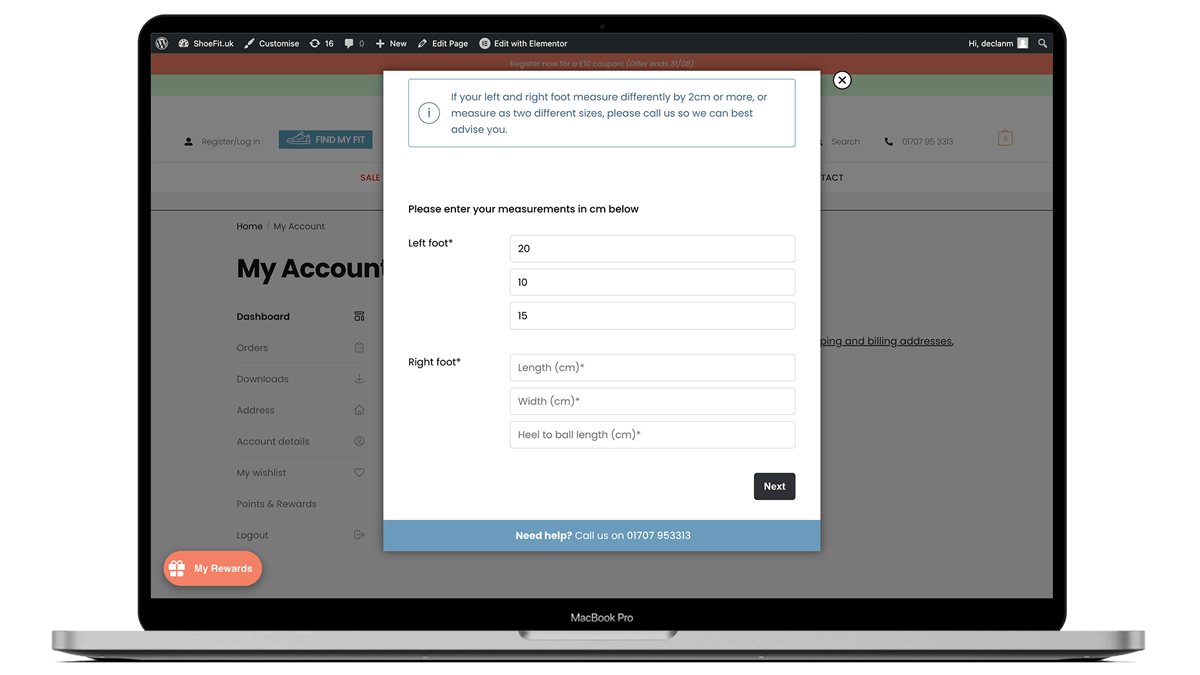 ShoeFit.uk Customise 16 0 New Edit Page Edit with Elementor Hi, declanm
Register now for a £10 coupon! (Offer ends 31/08)
If your left and right foot measure differently by 2cm or more, or
measure as two different sizes, please call us so we can best
advise you.
Register/Log in FIND MY FIT Search 01707 95 3313 0
SALE TACT
Please enter your measurements in cm below
Home / My Account
Left foot* 20
My Account
10
Dashboard 15
Orders ping and billing addresses,
Right foot* Length (cm)*
Downloads
Width (cm)*
Address
Heel to ball length (cm)*
Account details
My wishlist
Next
Points & Rewards
Logout
Need help? Call us on 01707 953313
My Rewards
MacBook Pro